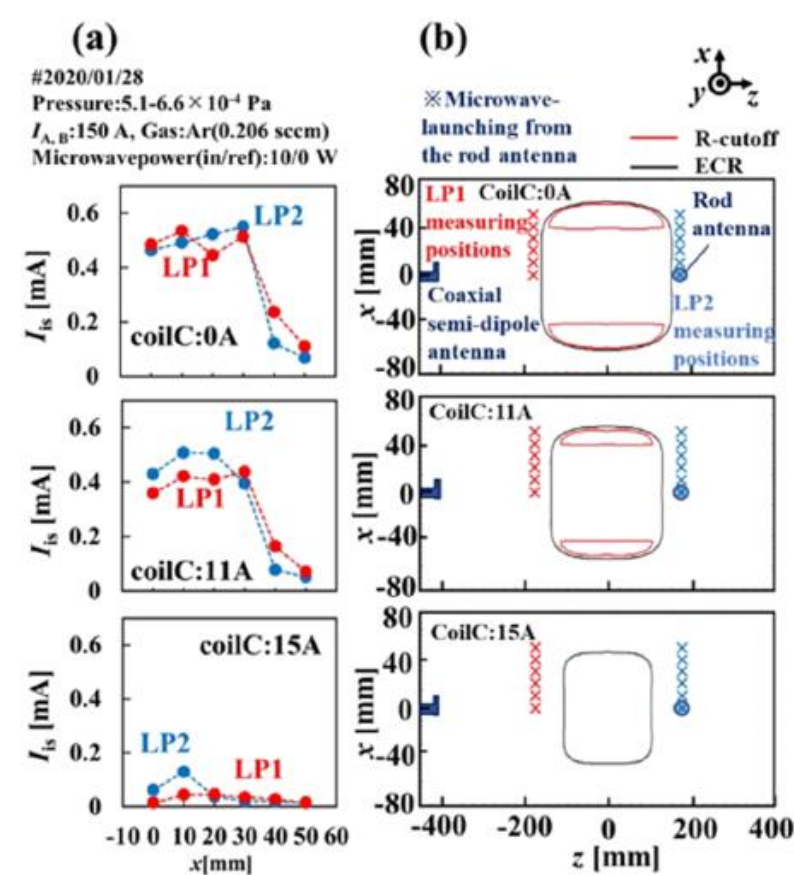 (a)
#2020/01/28
Pressure:5.1-6.6×10⁻⁴ Pa
I_A, B:150 A, Gas:Ar(0.206 sccm)
Microwavepower(in/ref):10/0 W
0.6
0.4
0.2
0
I_is [mA]
LP2
LP1
coilC:0A
0.6
0.4
0.2
0
I_is [mA]
LP2
LP1
coilC:11A
0.6
0.4
0.2
0
I_is [mA]
coilC:15A
LP2
LP1
-10 0 10 20 30 40 50 60
x[mm]
(b)
x
y
z
※Microwave-
launching from
the rod antenna
R-cutoff
ECR
80
40
0
-40
-80
x [mm]
LP1
measuring
positions
CoilC:0A
Rod
antenna
Coaxial
semi-dipole
antenna
LP2
measuring
positions
80
40
0
-40
-80
x [mm]
CoilC:11A
80
40
0
-40
-80
x [mm]
CoilC:15A
-400 -200 0 200 400
z [mm]